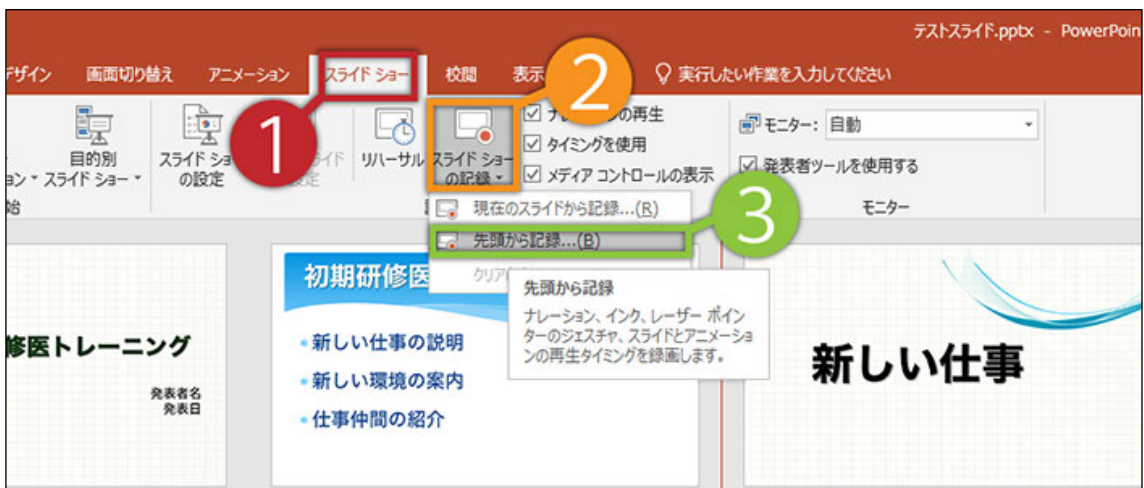 テストスライド.pptx - PowerPoin
デザイン 画面切り替え アニメーション スライド ショー 校閲 表示 実行したい作業を入力してください
1
2
3
目的別
スライド ショー
スライド ショ
の設定
リハーサル
スライド ショー
の記録
の再生
タイミングを使用
メディア コントロールの表示
モニター: 自動
発表者ツールを使用する
モニター
現在のスライドから記録...(R)
先頭から記録...(B)
クリア
先頭から記録
ナレーション、インク、レーザー ポイン
ターのジェスチャ、スライドとアニメーショ
ンの再生タイミングを録画します。
修医トレーニング
発表者名
発表日
初期研修医
新しい仕事の説明
新しい環境の案内
仕事仲間の紹介
新しい仕事